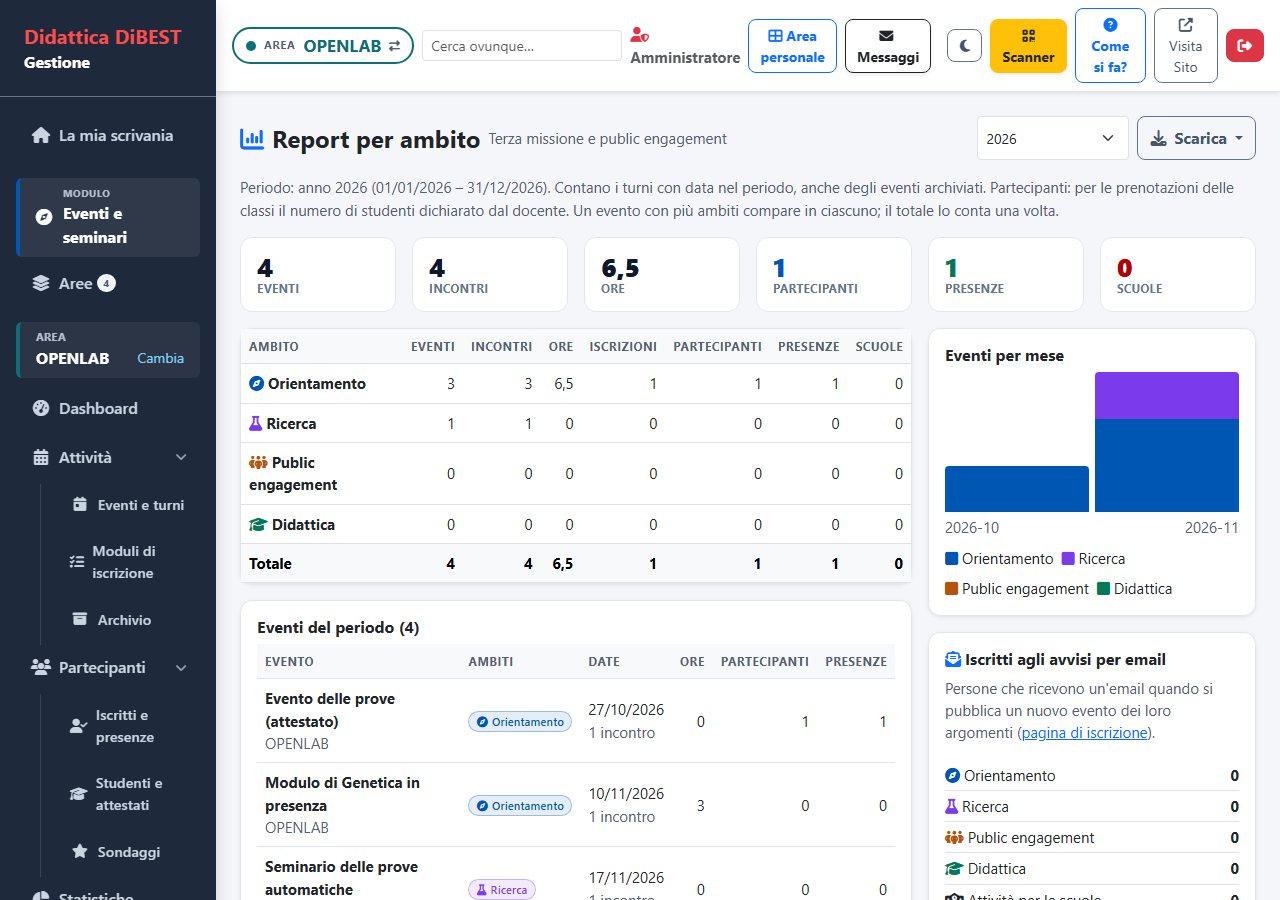 Didattica DiBEST
Gestione
La mia scrivania
MODULO
Eventi e
seminari
Aree 4
AREA
OPENLAB Cambia
Dashboard
Attività
Eventi e turni
Moduli di
iscrizione
Archivio
Partecipanti
Iscritti e
presenze
Studenti e
attestati
Sondaggi
Statistiche
AREA OPENLAB
Cerca ovunque...
Amministratore
Area
personale
Messaggi
Scanner
Come
si fa?
Visita
Sito
Report per ambito Terza missione e public engagement
2026
Scarica
Periodo: anno 2026 (01/01/2026 – 31/12/2026). Contano i turni con data nel periodo, anche degli eventi archiviati. Partecipanti: per le prenotazioni delle
classi il numero di studenti dichiarato dal docente. Un evento con più ambiti compare in ciascuno; il totale lo conta una volta.
4
EVENTI
4
INCONTRI
6,5
ORE
1
PARTECIPANTI
1
PRESENZE
0
SCUOLE
AMBITO EVENTI INCONTRI ORE ISCRIZIONI PARTECIPANTI PRESENZE SCUOLE
Orientamento 3 3 6,5 1 1 1 0
Ricerca 1 1 0 0 0 0 0
Public
engagement 0 0 0 0 0 0 0
Didattica 0 0 0 0 0 0 0
Totale 4 4 6,5 1 1 1 0
Eventi del periodo (4)
EVENTO AMBITI DATE ORE PARTECIPANTI PRESENZE
Evento delle prove
(attestato)
OPENLAB
Orientamento
27/10/2026
1 incontro
0 1 1
Modulo di Genetica in
presenza
OPENLAB
Orientamento
10/11/2026
1 incontro
3 0 0
Seminario delle prove
automatiche
Ricerca
17/11/2026
1 incontro
0 0 0
Eventi per mese
2026-10 2026-11
Orientamento Ricerca
Public engagement Didattica
Iscritti agli avvisi per email
Persone che ricevono un'email quando si
pubblica un nuovo evento dei loro
argomenti (pagina di iscrizione).
Orientamento 0
Ricerca 0
Public engagement 0
Didattica 0
Attività per le scuole 0